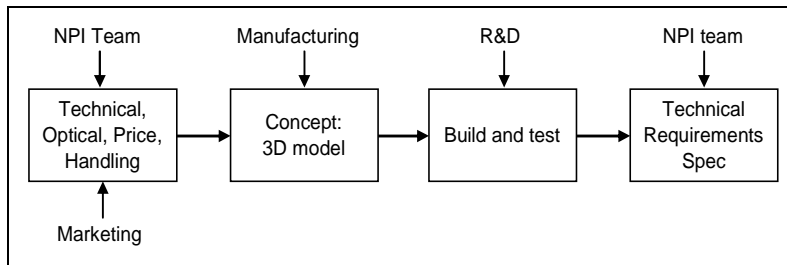 NPI Team
Manufacturing
R&D
NPI team
Technical,
Optical, Price,
Handling
Concept:
3D model
Build and test
Technical
Requirements
Spec
Marketing